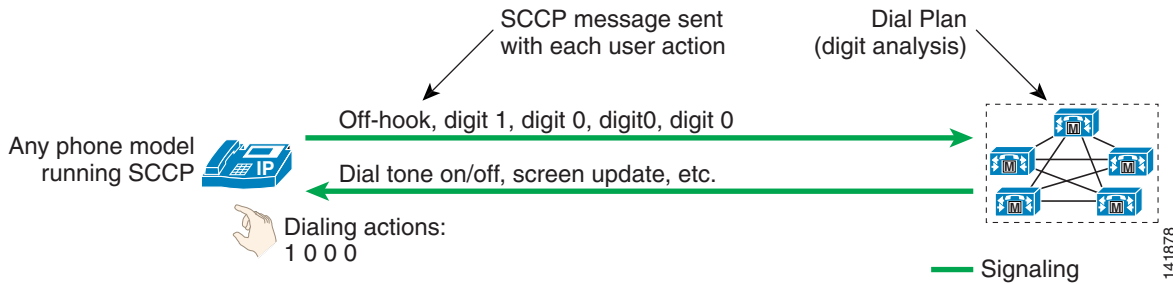 SCCP message sent
with each user action
Dial Plan
(digit analysis)
Off-hook, digit 1, digit 0, digit0, digit 0
Any phone model
running SCCP
IP
Dial tone on/off, screen update, etc.
M
M
M
M
M
Dialing actions:
1 0 0 0
Signaling
141878